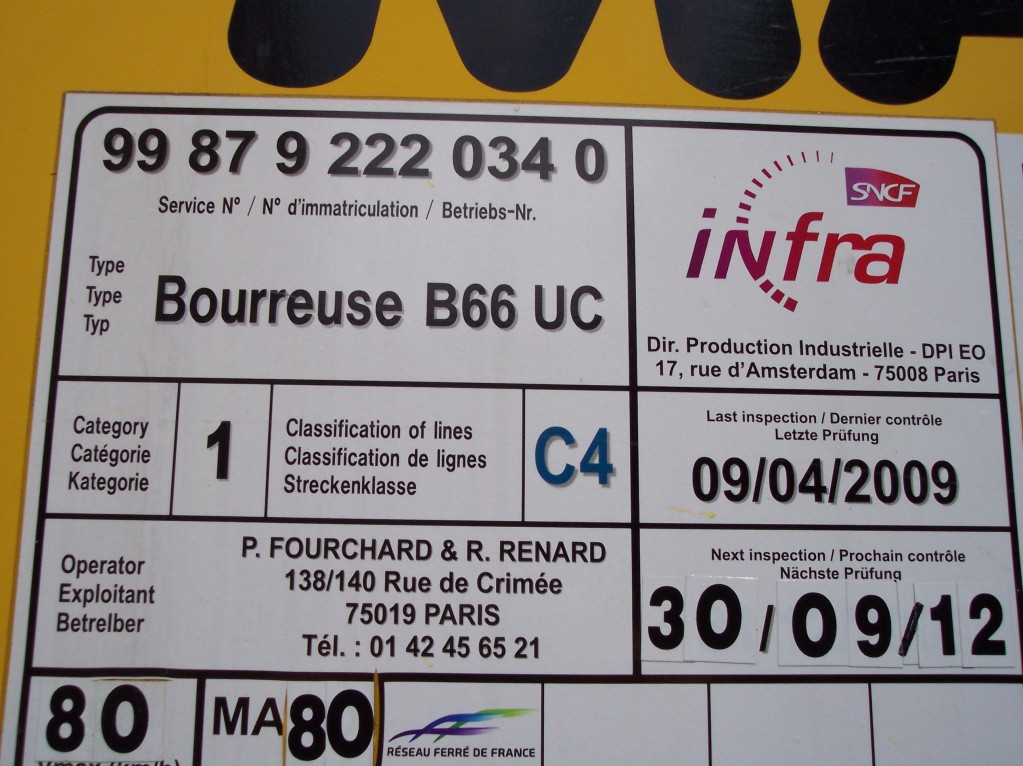 99 87 9 222 034 0
Service N° / N° d'immatriculation / Betriebs-Nr.
Type
Type
Typ
Bourreuse B66 UC
SNCF
infra
Dir. Production Industrielle - DPI EO
17, rue d'Amsterdam - 75008 Paris
Category
Catégorie
Kategorie
1
Classification of lines
Classification de lignes
Streckenklasse
C4
Last inspection / Dernier contrôle
Letzte Prüfung
09/04/2009
Operator
Exploitant
Betrelber
P. FOURCHARD & R. RENARD
138/140 Rue de Crimée
75019 PARIS
Tél. : 01 42 45 65 21
Next inspection / Prochain contrôle
Nächste Prüfung
30/09/12
80
Vmax (km/h)
MA80
RÉSEAU FERRÉ DE FRANCE